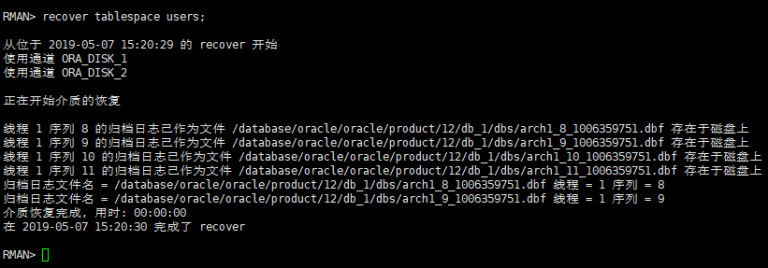 RMAN> recover tablespace users;
从位于 2019-05-07 15:20:29 的 recover 开始
使用通道 ORA_DISK_1
使用通道 ORA_DISK_2
正在开始介质的恢复
线程 1 序列 8 的归档日志已作为文件 /database/oracle/oracle/product/12/db_1/dbs/arch1_8_1006359751.dbf 存在于磁盘上
线程 1 序列 9 的归档日志已作为文件 /database/oracle/oracle/product/12/db_1/dbs/arch1_9_1006359751.dbf 存在于磁盘上
线程 1 序列 10 的归档日志已作为文件 /database/oracle/oracle/product/12/db_1/dbs/arch1_10_1006359751.dbf 存在于磁盘上
线程 1 序列 11 的归档日志已作为文件 /database/oracle/oracle/product/12/db_1/dbs/arch1_11_1006359751.dbf 存在于磁盘上
归档日志文件名 = /database/oracle/oracle/product/12/db_1/dbs/arch1_8_1006359751.dbf 线程 = 1 序列 = 8
归档日志文件名 = /database/oracle/oracle/product/12/db_1/dbs/arch1_9_1006359751.dbf 线程 = 1 序列 = 9
介质恢复完成, 用时: 00:00:00
在 2019-05-07 15:20:30 完成了 recover
RMAN>